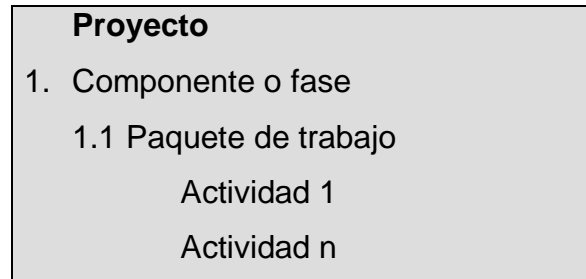 Proyecto
1. Componente o fase
1.1 Paquete de trabajo
Actividad 1
Actividad n